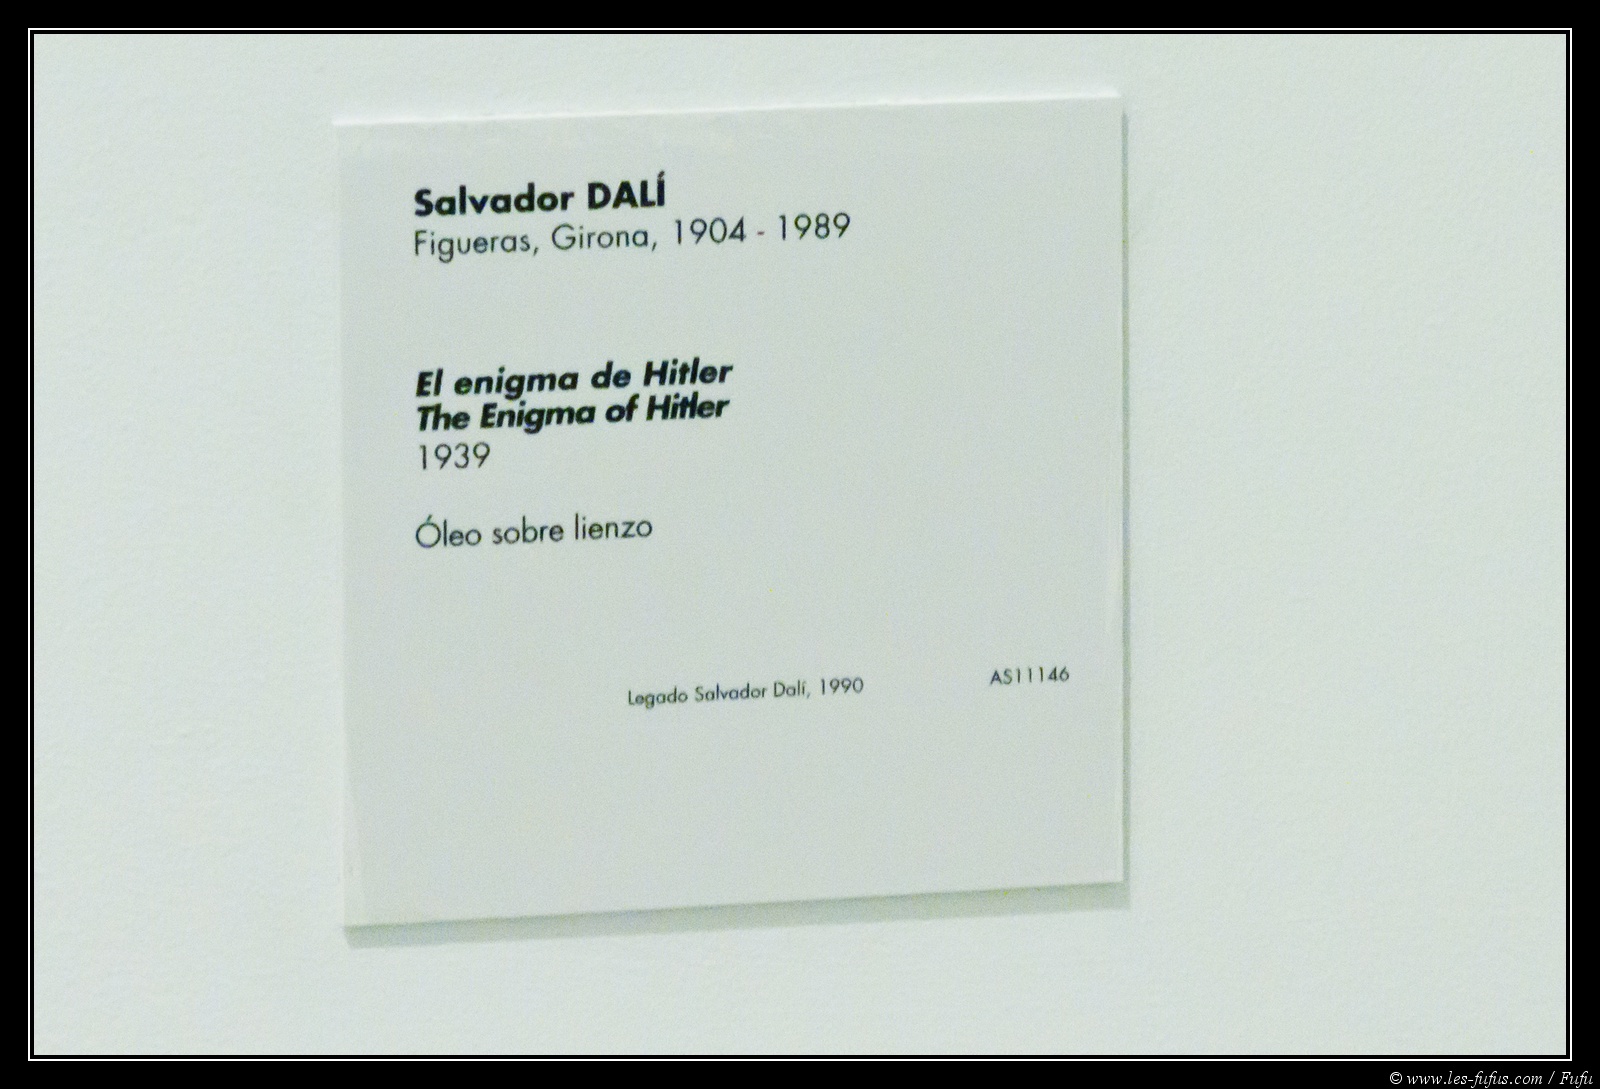 Salvador DALÍ
Figueras, Girona, 1904 - 1989
El enigma de Hitler
The Enigma of Hitler
1939
Óleo sobre lienzo
Legado Salvador Dalí, 1990
AS11146
© www.les-fufus.com / Fufu